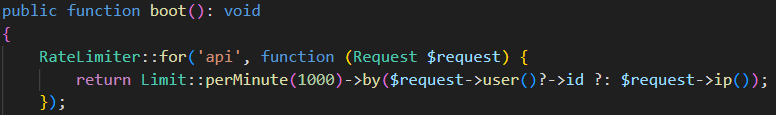 public function boot(): void
{
    RateLimiter::for('api', function (Request $request) {
        return Limit::perMinute(1000)->by($request->user()?->id ?: $request->ip());
    });